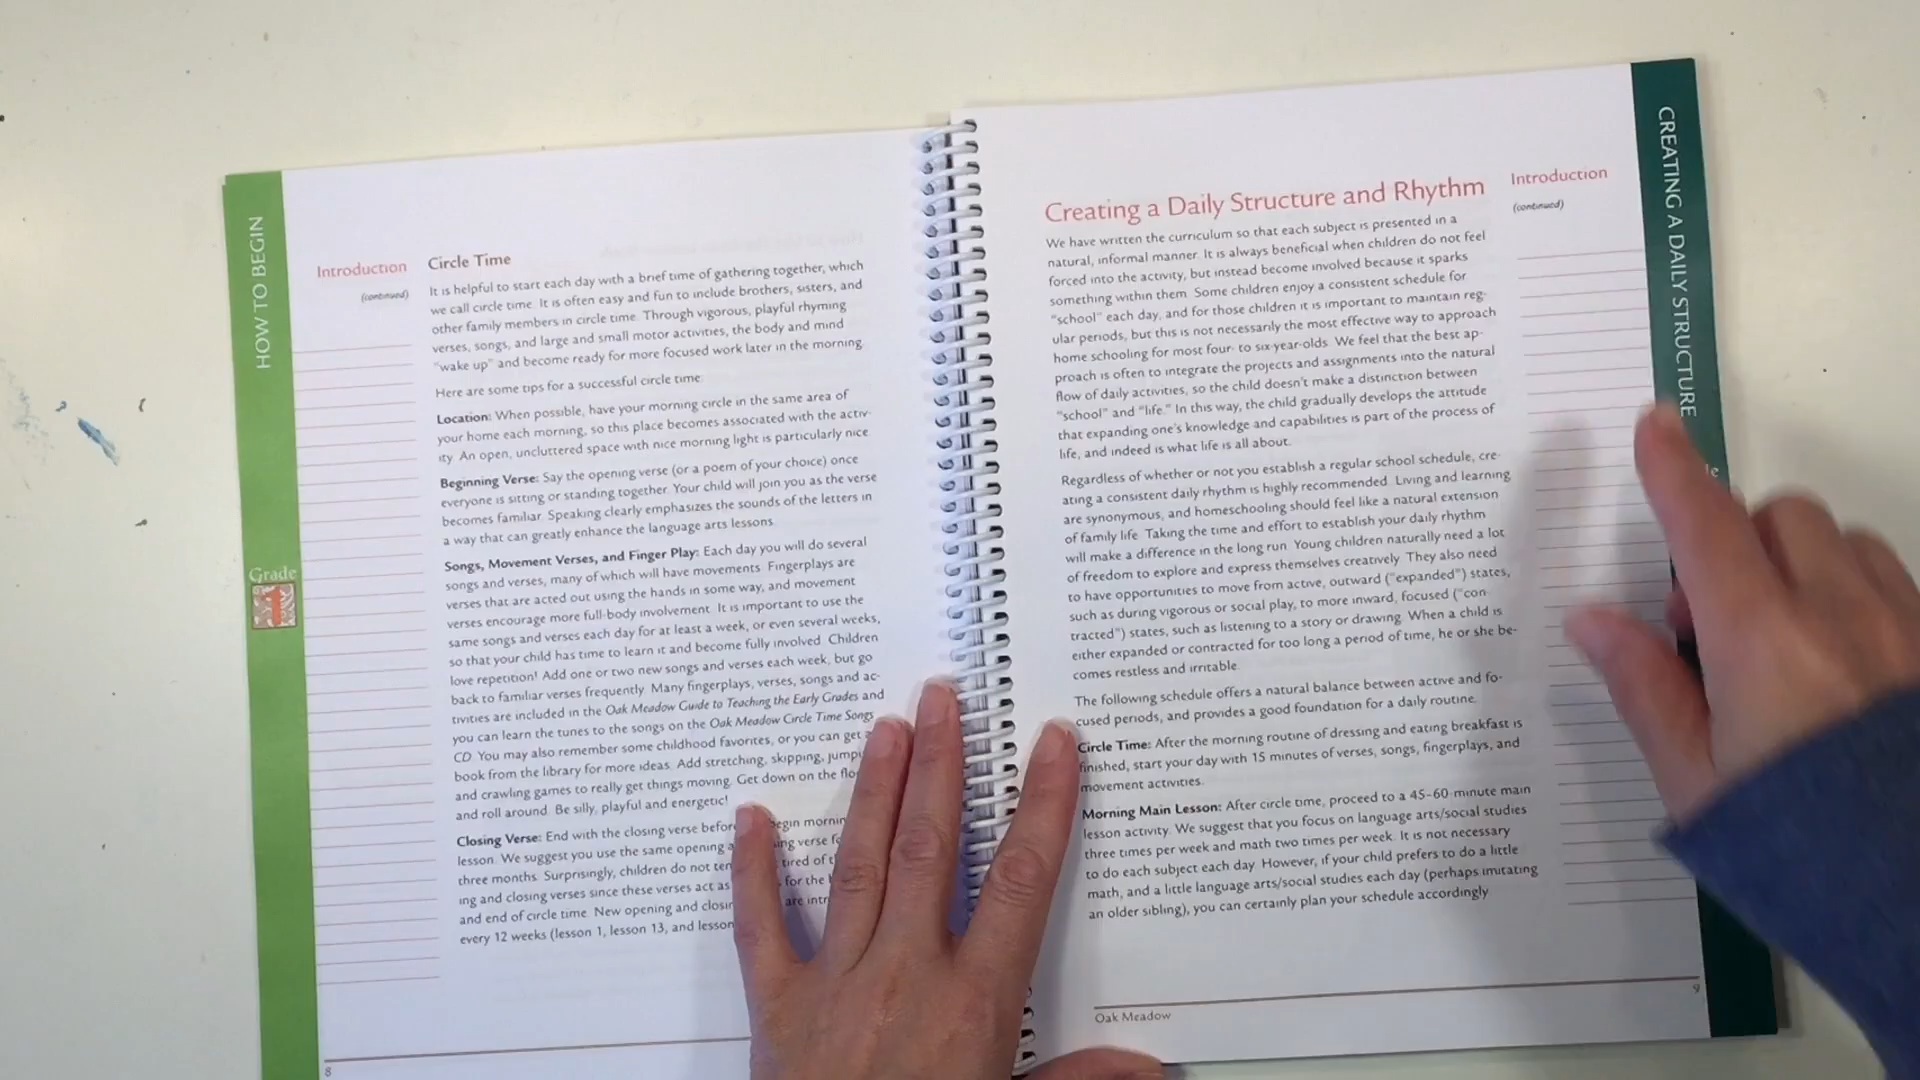 HOW TO BEGIN
Grade
1
Introduction
(continued)
Circle Time
It is helpful to start each day with a brief time of gathering together, which
we call circle time. It is often easy and fun to include brothers, sisters, and
other family members in circle time. Through vigorous, playful rhyming
verses, songs, and large and small motor activities, the body and mind
"wake up" and become ready for more focused work later in the morning.
Here are some tips for a successful circle time:
Location: When possible, have your morning circle in the same area of
your home each morning, so this place becomes associated with the activ-
ity. An open, uncluttered space with nice morning light is particularly nice.
Beginning Verse: Say the opening verse (or a poem of your choice) once
everyone is sitting or standing together. Your child will join you as the verse
becomes familiar. Speaking clearly emphasizes the sounds of the letters in
a way that can greatly enhance the language arts lessons.
Songs, Movement Verses, and Finger Play: Each day you will do several
songs and verses, many of which will have movements. Fingerplays are
verses that are acted out using the hands in some way, and movement
verses encourage more full-body involvement. It is important to use the
same songs and verses each day for at least a week, or even several weeks,
so that your child has time to learn it and become fully involved. Children
love repetition! Add one or two new songs and verses each week, but go
back to familiar verses frequently. Many fingerplays, verses, songs and ac-
tivities are included in the Oak Meadow Guide to Teaching the Early Grades and
you can learn the tunes to the songs on the Oak Meadow Circle Time Songs
CD. You may also remember some childhood favorites, or you can get
book from the library for more ideas. Add stretching, skipping, jumpi
and crawling games to really get things moving. Get down on the flo
and roll around. Be silly, playful and energetic!
Closing Verse: End with the closing verse before begin mornin
lesson. We suggest you use the same opening verse
three months. Surprisingly, children do not tired of
ing and closing verses since these verses act as for the
and end of circle time. New opening and are
every 12 weeks (lesson 1, lesson 13, and lesson
8
Creating a Daily Structure and Rhythm
Introduction
(continued)
We have written the curriculum so that each subject is presented in a
natural, informal manner. It is always beneficial when children do not feel
forced into the activity, but instead become involved because it sparks
something within them. Some children enjoy a consistent schedule for
"school" each day, and for those children it is important to maintain reg-
ular periods, but this is not necessarily the most effective way to approach
home schooling for most four- to six-year-olds. We feel that the best ap-
proach is often to integrate the projects and assignments into the natural
flow of daily activities, so the child doesn't make a distinction between
"school" and "life." In this way, the child gradually develops the attitude
that expanding one's knowledge and capabilities is part of the process of
life, and indeed is what life is all about.
Regardless of whether or not you establish a regular school schedule, cre-
ating a consistent daily rhythm is highly recommended. Living and learning
are synonymous, and homeschooling should feel like a natural extension
of family life. Taking the time and effort to establish your daily rhythm
will make a difference in the long run. Young children naturally need a lot
of freedom to explore and express themselves creatively. They also need
to have opportunities to move from active, outward ("expanded") states,
such as during vigorous or social play, to more inward, focused ("con-
tracted") states, such as listening to a story or drawing. When a child is
either expanded or contracted for too long a period of time, he or she be-
comes restless and irritable.
The following schedule offers a natural balance between active and fo-
cused periods, and provides a good foundation for a daily routine.
Circle Time: After the morning routine of dressing and eating breakfast is
finished, start your day with 15 minutes of verses, songs, fingerplays, and
movement activities.
Morning Main Lesson: After circle time, proceed to a 45-60 minute main
lesson activity. We suggest that you focus on language arts/social studies
three times per week and math two times per week. It is not necessary
to do each subject each day. However, if your child prefers to do a little
math, and a little language arts/social studies each day (perhaps imitating
an older sibling), you can certainly plan your schedule accordingly.
Oak Meadow
9
CREATING A DAILY STRUCTURE